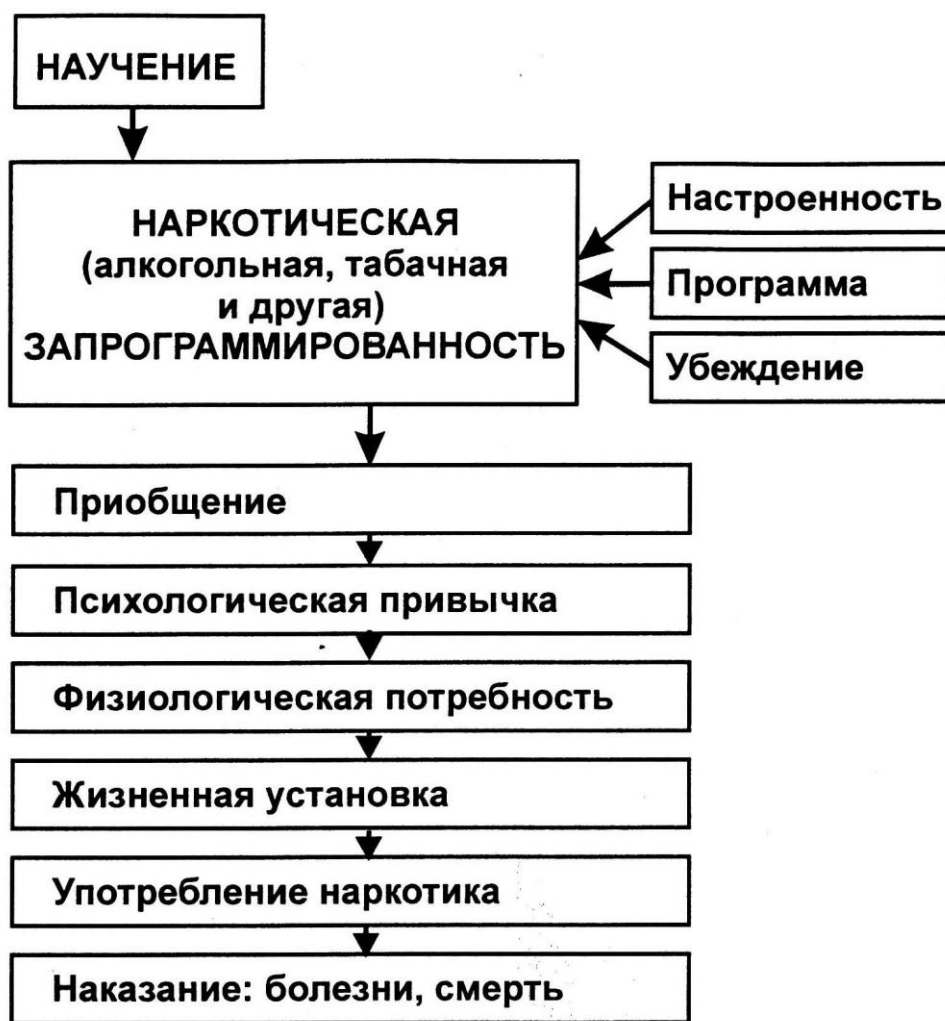 НАУЧЕНИЕ
НАРКОТИЧЕСКАЯ
(алкогольная, табачная
и другая)
ЗАПРОГРАММИРОВАННОСТЬ
Настроенность
Программа
Убеждение
Приобщение
Психологическая привычка
Физиологическая потребность
Жизненная установка
Употребление наркотика
Наказание: болезни, смерть